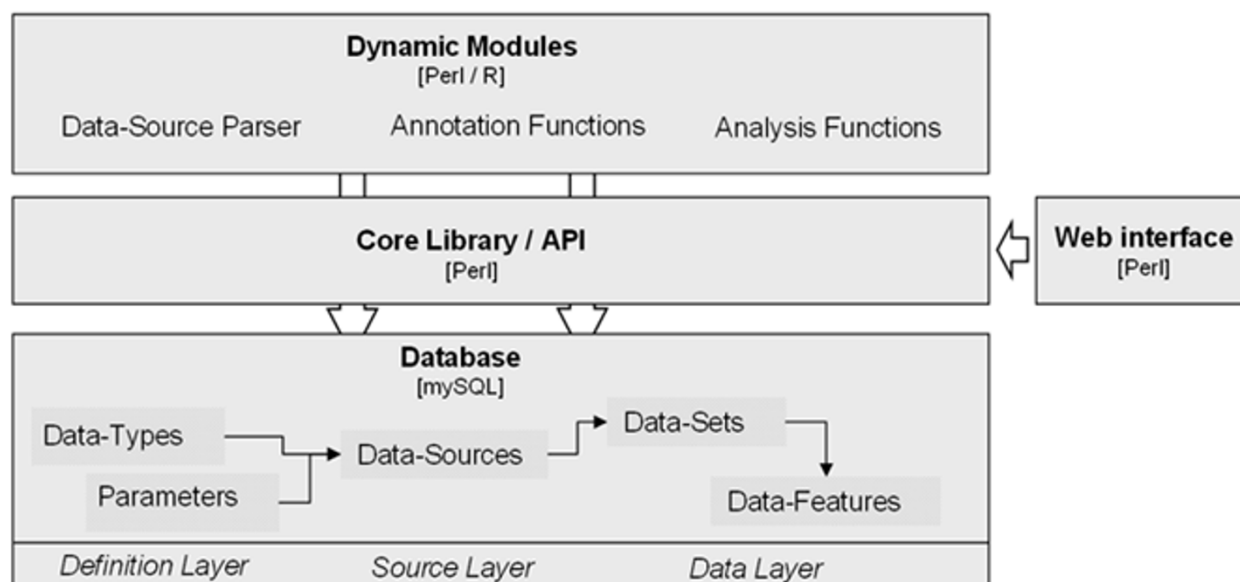 Dynamic Modules
[Perl / R]
Data-Source Parser Annotation Functions Analysis Functions
Core Library / API
[Perl]
Web interface
[Perl]
Database
[mySQL]
Data-Types
Parameters
Data-Sources
Data-Sets
Data-Features
Definition Layer Source Layer Data Layer